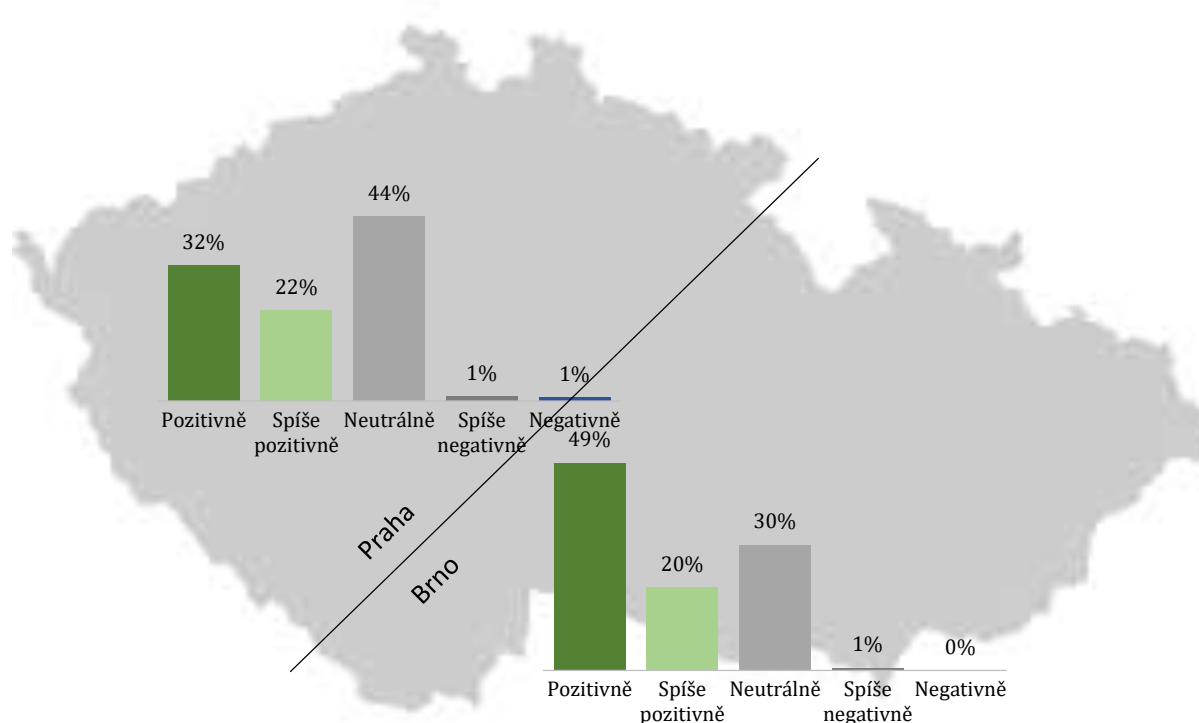 44%
32%
22%
1%
1%
Pozitivně
Spíše
pozitivně
Neutrálně
Spíše
negativně
Negativně
Praha
Brno
49%
20%
30%
1%
0%
Pozitivně
Spíše
pozitivně
Neutrálně
Spíše
negativně
Negativně